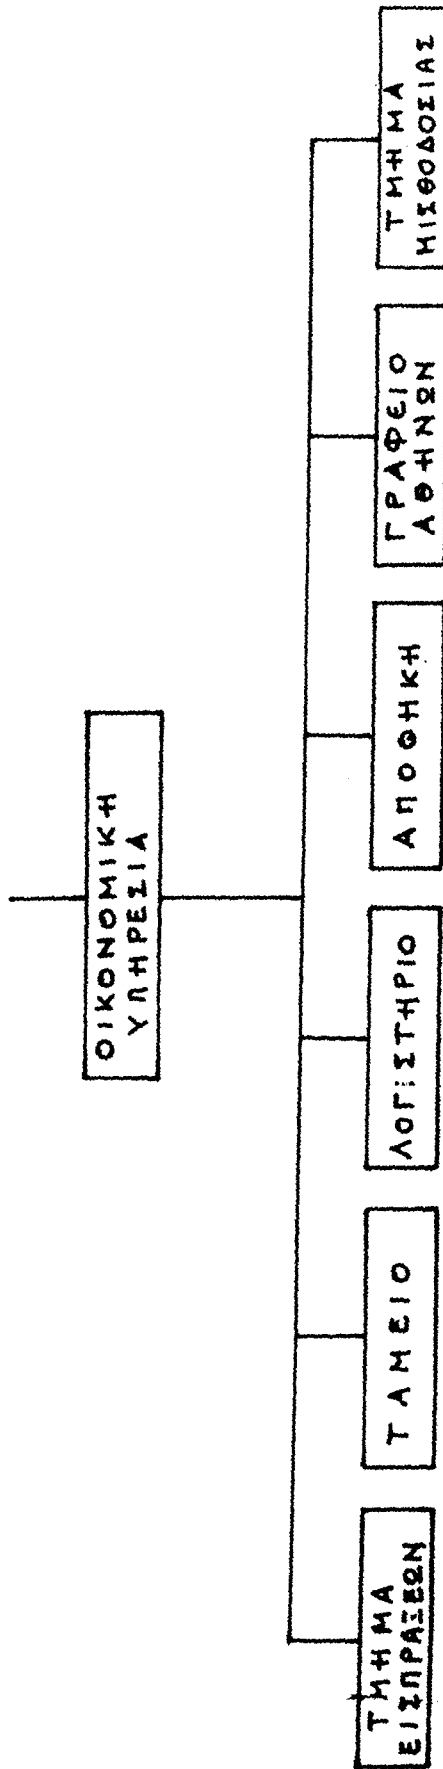 ΟΙΚΟΝΟΜΙΚΗ
ΥΠΗΡΕΣΙΑ
ΤΜΗΜΑ
ΕΙΣΠΡΑΞΕΩΝ
ΤΑΜΕΙΟ
ΛΟΓΙΣΤΗΡΙΟ
ΑΠΟΘΗΚΗ
ΓΡΑΦΕΙΟ
ΑΘΗΝΩΝ
ΤΜΗΜΑ
ΜΙΣΘΟΔΟΣΙΑΣ